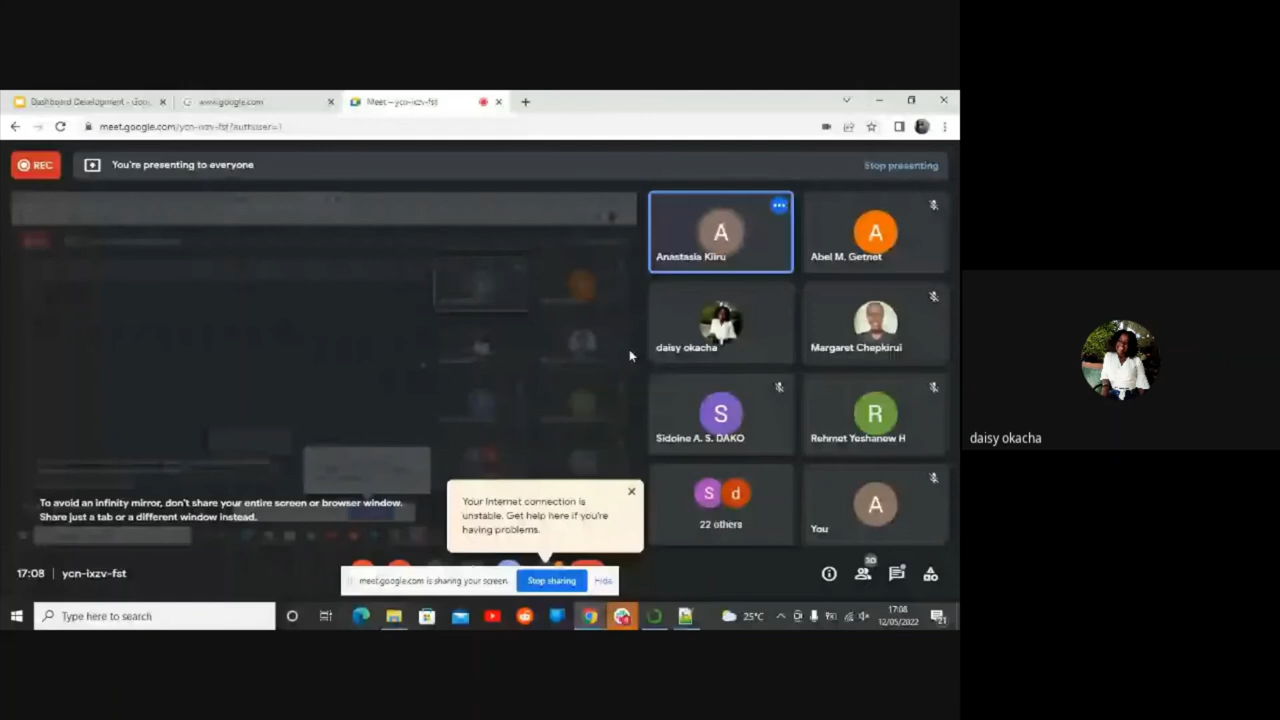 Dashboard Development - Goo
www.google.com
Meet – ycn-ixzv-fst
meet.google.com/ycn-ixzv-fst?authuser=1
REC
You're presenting to everyone
Stop presenting
A
Anastasia Kiiru
A
Abel M. Getnet
daisy okacha
Margaret Chepkirui
S
Sidoine A. S. DAKO
R
Rehmet Yeshanew H
S d
22 others
A
You
To avoid an infinity mirror, don't share your entire screen or browser window.
Share just a tab or a different window instead.
Your internet connection is
unstable. Get help here if you're
having problems.
17:08 | ycn-ixzv-fst
meet.google.com is sharing your screen.
Stop sharing
Hide
30
Type here to search
25°C
17:08
12/05/2022
21
daisy okacha